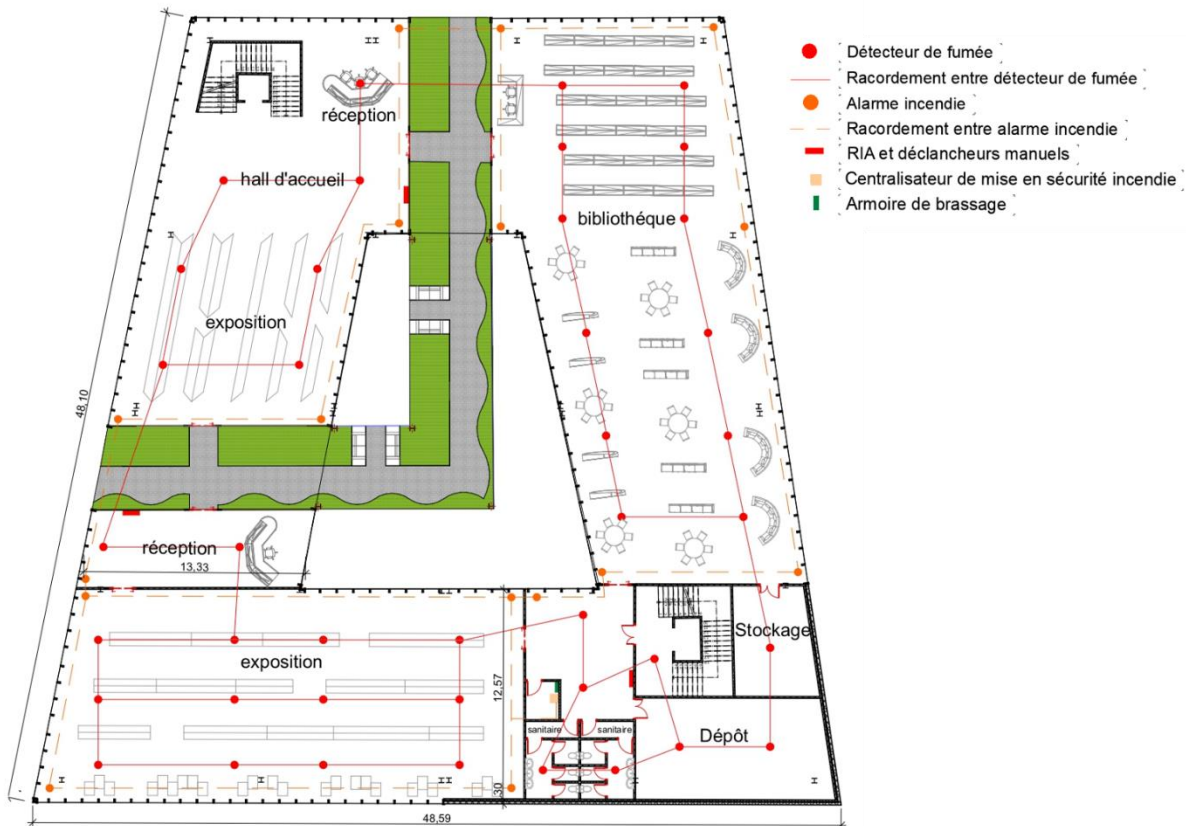 Détecteur de fumée
Racordement entre détecteur de fumée
Alarme incendie
Racordement entre alarme incendie
RIA et déclancheurs manuels
Centralisateur de mise en sécurité incendie
Armoire de brassage
réception
hall d'accueil
bibliothéque
exposition
48,10
réception
13,33
Stockage
exposition
12,57
sanitaire
sanitaire
Dépôt
,30
48,59